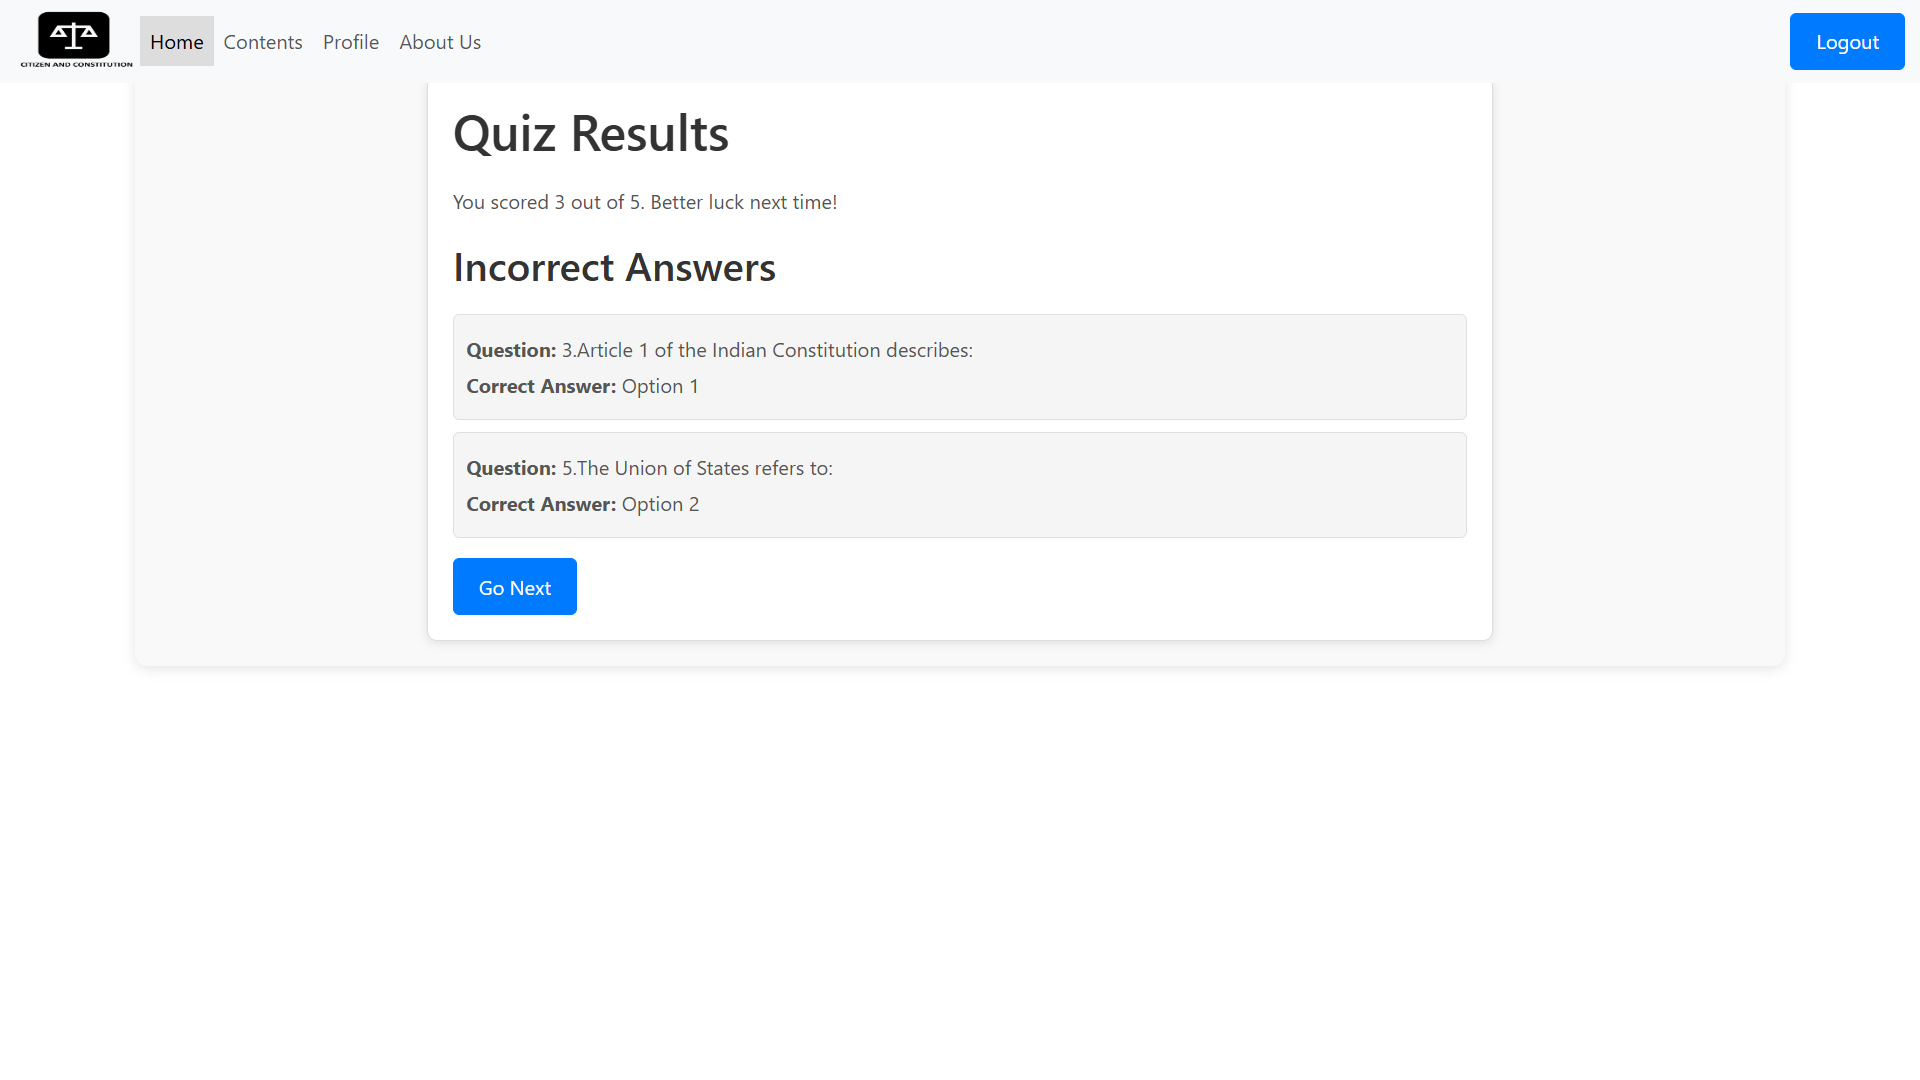 CITIZEN AND CONSTITUTION
Home Contents Profile About Us Logout
Quiz Results
You scored 3 out of 5. Better luck next time!
Incorrect Answers
Question: 3.Article 1 of the Indian Constitution describes:
Correct Answer: Option 1
Question: 5.The Union of States refers to:
Correct Answer: Option 2
Go Next